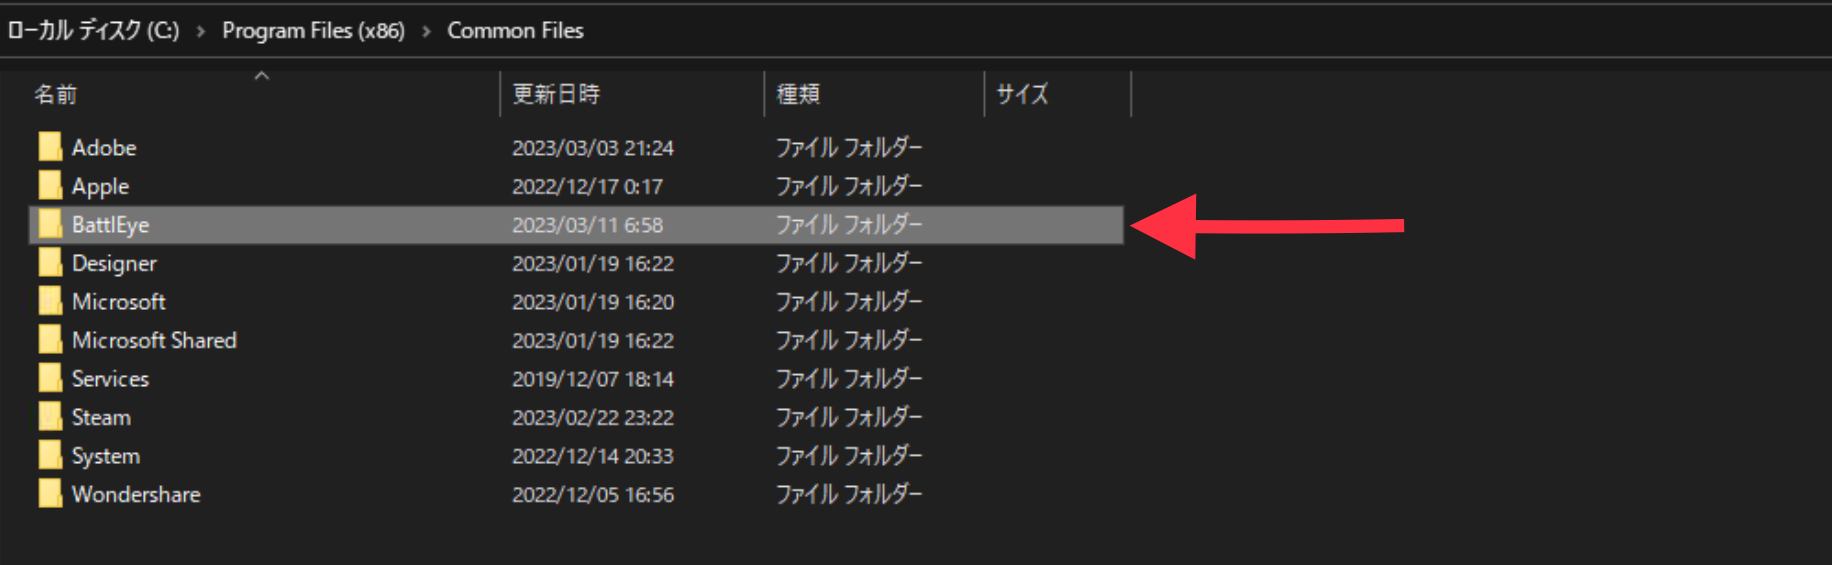 ローカル ディスク (C:) > Program Files (x86) > Common Files
名前 更新日時 種類 サイズ
Adobe 2023/03/03 21:24 ファイル フォルダー
Apple 2022/12/17 0:17 ファイル フォルダー
BattlEye 2023/03/11 6:58 ファイル フォルダー
Designer 2023/01/19 16:22 ファイル フォルダー
Microsoft 2023/01/19 16:20 ファイル フォルダー
Microsoft Shared 2023/01/19 16:22 ファイル フォルダー
Services 2019/12/07 18:14 ファイル フォルダー
Steam 2023/02/22 23:22 ファイル フォルダー
System 2022/12/14 20:33 ファイル フォルダー
Wondershare 2022/12/05 16:56 ファイル フォルダー